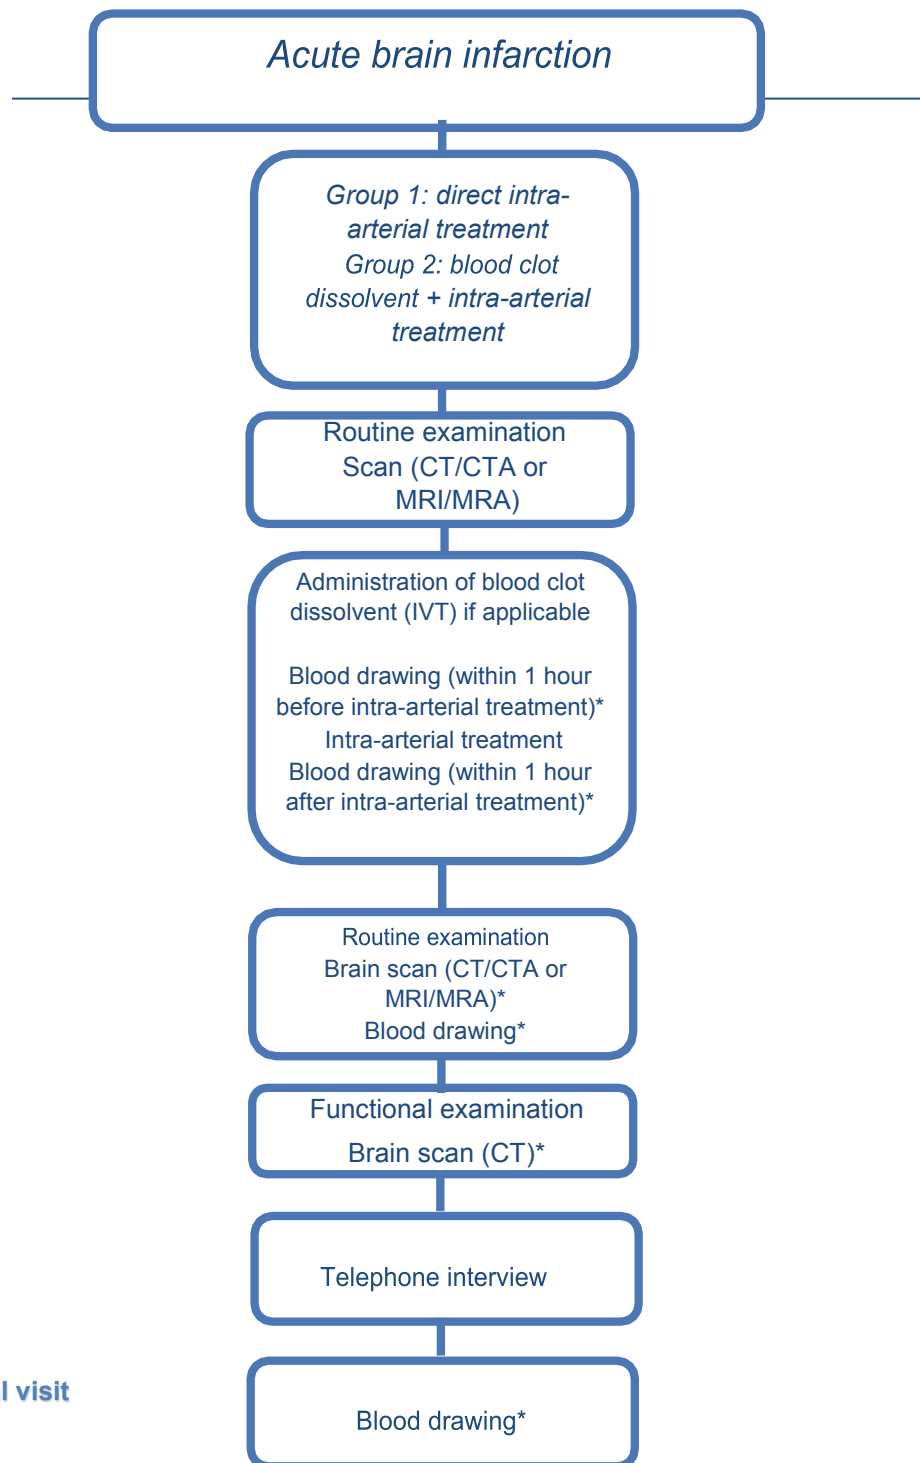 Acute brain infarction
Group 1: direct intra-
arterial treatment
Group 2: blood clot
dissolvent + intra-arterial
treatment
Routine examination
Scan (CT/CTA or
MRI/MRA)
Administration of blood clot
dissolvent (IVT) if applicable
Blood drawing (within 1 hour
before intra-arterial treatment)*
Intra-arterial treatment
Blood drawing (within 1 hour
after intra-arterial treatment)*
Routine examination
Brain scan (CT/CTA or
MRI/MRA)*
Blood drawing*
Functional examination
Brain scan (CT)*
Telephone interview
visit
Blood drawing*